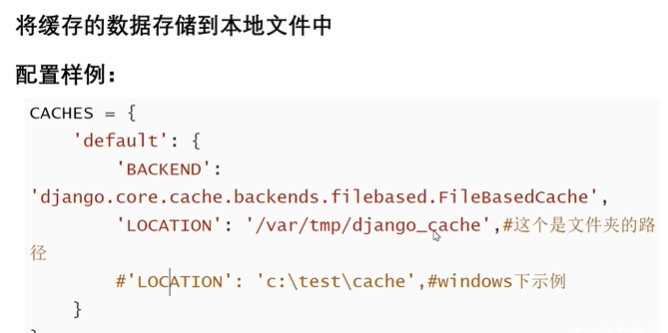 将缓存的数据存储到本地文件中
配置样例：
CACHES = {
    'default': {
        'BACKEND':
'django.core.cache.backends.filebased.FileBasedCache',
        'LOCATION': '/var/tmp/django_cache',#这个是文件夹的路
径
        #'LOCATION': 'c:\test\cache',#windows下示例
    }
}